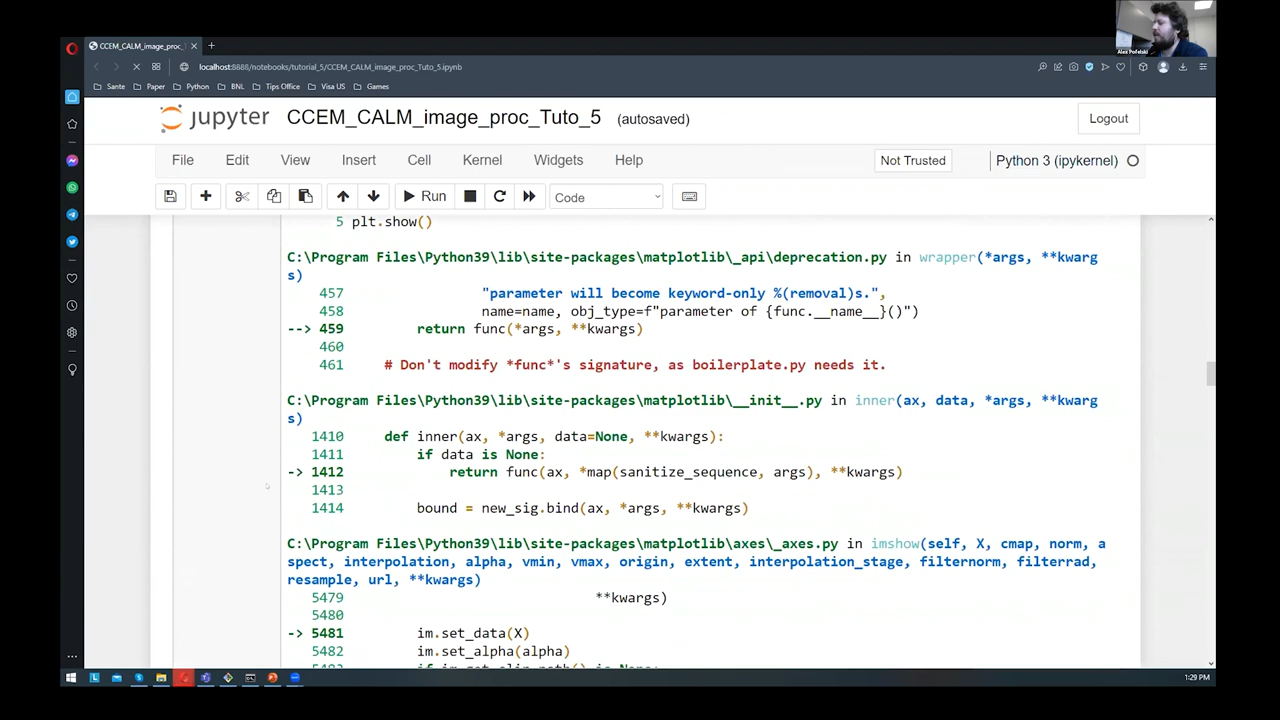 Alex Pofelski
CCEM_CALM_image_proc_
localhost:8888/notebooks/tutorial_5/CCEM_CALM_image_proc_Tuto_5.ipynb
Sante Paper Python BNL Tips Office Visa US Games
jupyter CCEM_CALM_image_proc_Tuto_5 (autosaved) Logout
File Edit View Insert Cell Kernel Widgets Help Not Trusted Python 3 (ipykernel)
Run Code
5 plt.show()
C:\Program Files\Python39\lib\site-packages\matplotlib\_api\deprecation.py in wrapper(*args, **kwarg
s)
457 "parameter will become keyword-only %(removal)s.",
458 name=name, obj_type=f"parameter of {func.__name__}()")
--> 459 return func(*args, **kwargs)
460
461 # Don't modify *func*'s signature, as boilerplate.py needs it.
C:\Program Files\Python39\lib\site-packages\matplotlib\__init__.py in inner(ax, data, *args, **kwarg
s)
1410 def inner(ax, *args, data=None, **kwargs):
1411 if data is None:
-> 1412 return func(ax, *map(sanitize_sequence, args), **kwargs)
1413
1414 bound = new_sig.bind(ax, *args, **kwargs)
C:\Program Files\Python39\lib\site-packages\matplotlib\axes\_axes.py in imshow(self, X, cmap, norm, a
spect, interpolation, alpha, vmin, vmax, origin, extent, interpolation_stage, filternorm, filterrad,
resample, url, **kwargs)
5479 **kwargs)
5480
-> 5481 im.set_data(X)
5482 im.set_alpha(alpha)
5483 if im.get_clip_path() is None:
1:29 PM